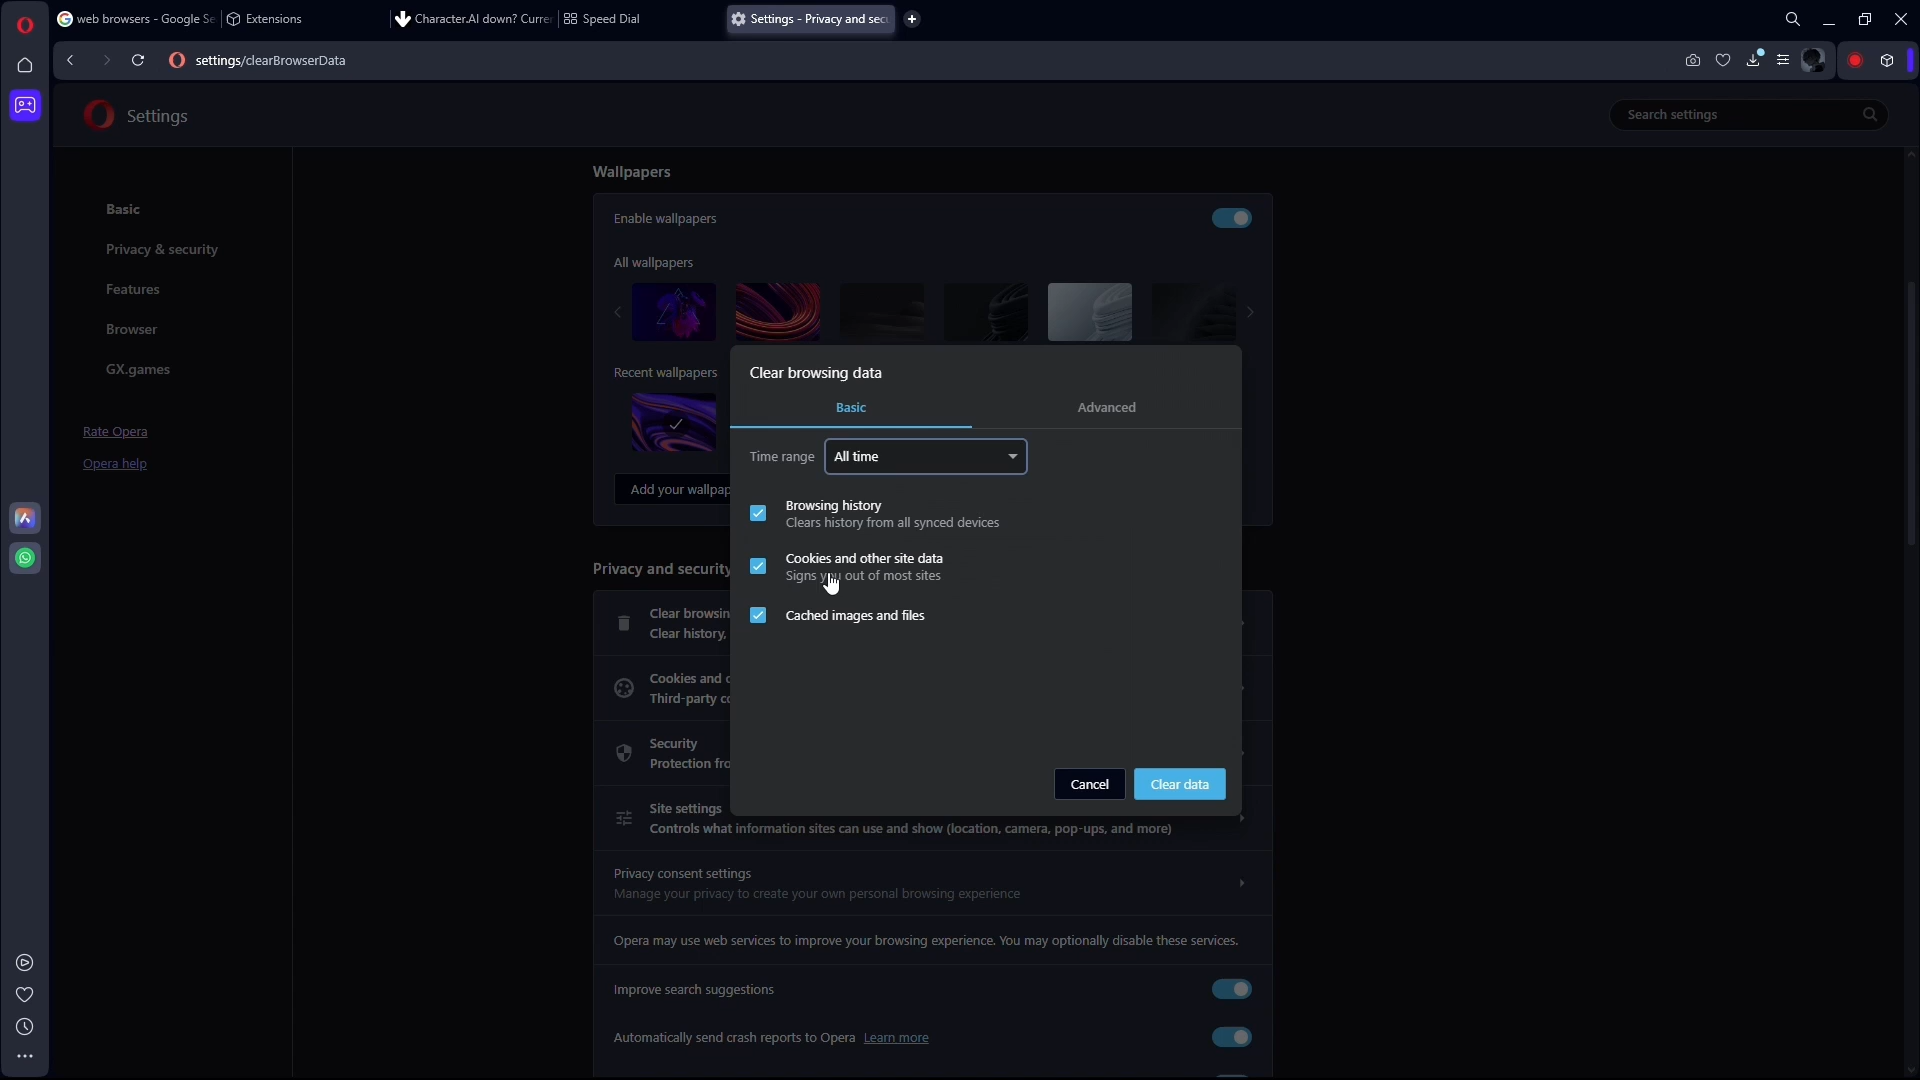 web browsers - Google Se
Extensions
Character.AI down? Curre
Speed Dial
Settings - Privacy and sec
settings/clearBrowserData
Settings
Search settings
Basic
Privacy & security
Features
Browser
GX.games
Rate Opera
Opera help
Wallpapers
Enable wallpapers
All wallpapers
Recent wallpapers
Add your wallpap
Privacy and security
Clear browsin
Clear history,
Cookies and o
Third-party co
Security
Protection fro
Site settings
Controls what information sites can use and show (location, camera, pop-ups, and more)
Privacy consent settings
Manage your privacy to create your own personal browsing experience
Opera may use web services to improve your browsing experience. You may optionally disable these services.
Improve search suggestions
Automatically send crash reports to Opera Learn more
Clear browsing data
Basic
Advanced
Time range All time
Browsing history
Clears history from all synced devices
Cookies and other site data
Signs you out of most sites
Cached images and files
Cancel
Clear data